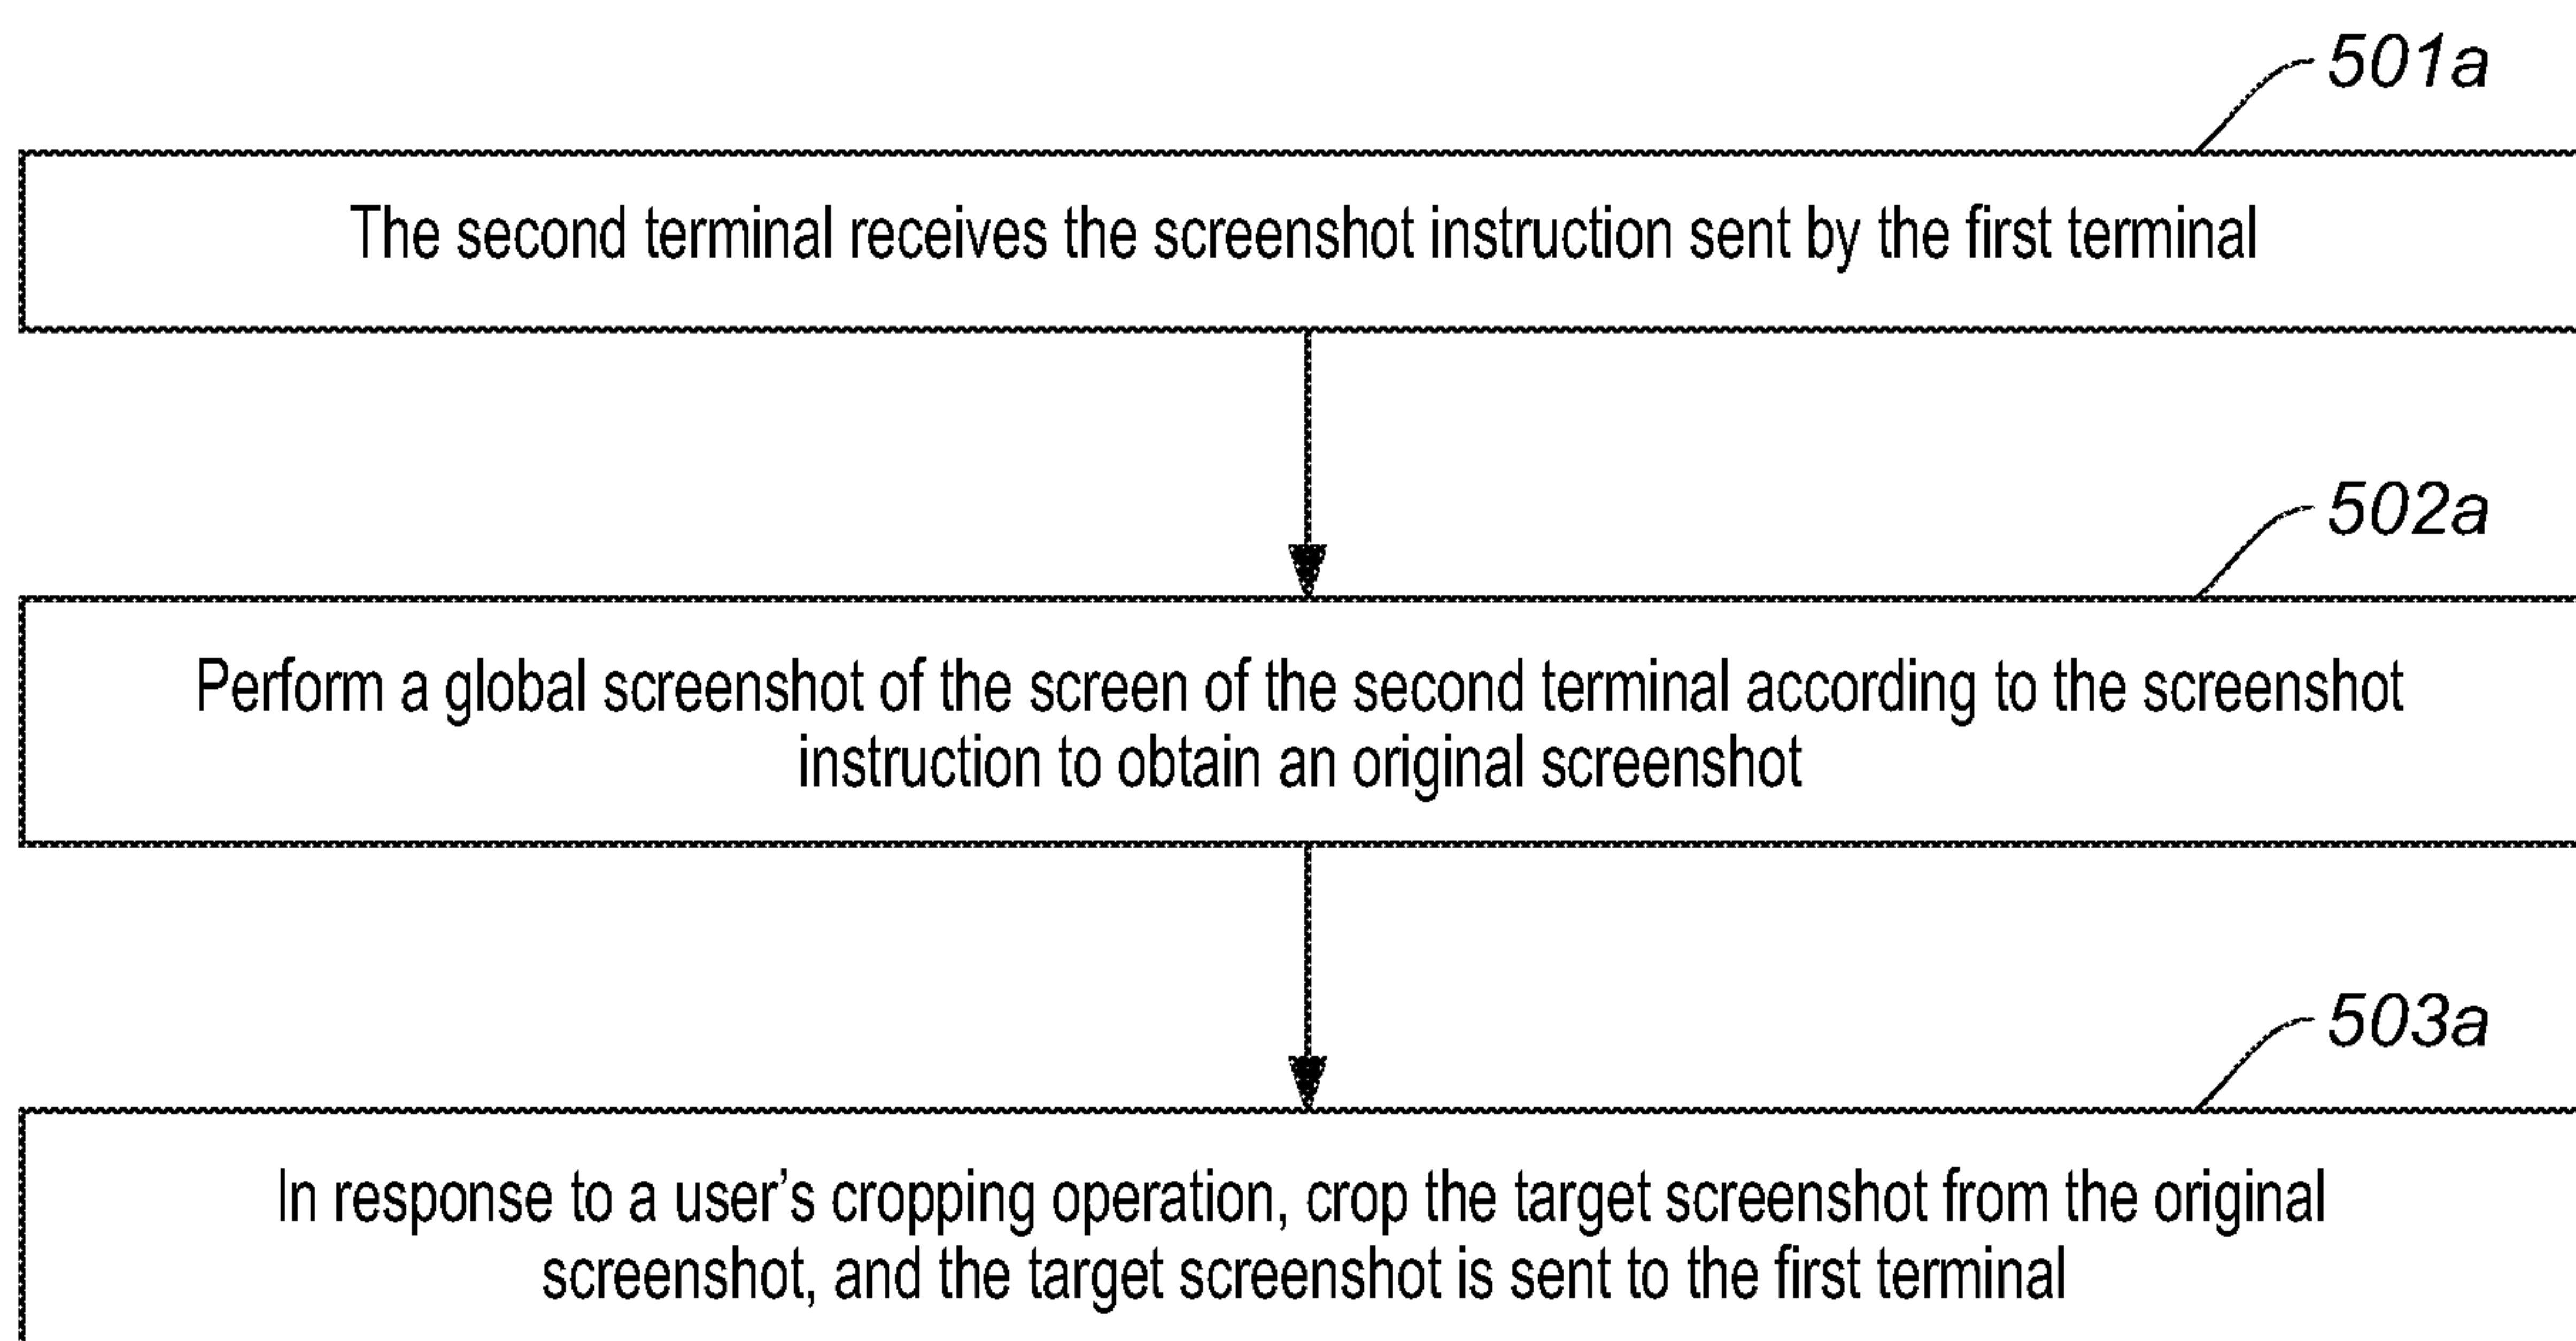 501a
The second terminal receives the screenshot instruction sent by the first terminal
502a
Perform a global screenshot of the screen of the second terminal according to the screenshot
instruction to obtain an original screenshot
503a
In response to a user’s cropping operation, crop the target screenshot from the original
screenshot, and the target screenshot is sent to the first terminal